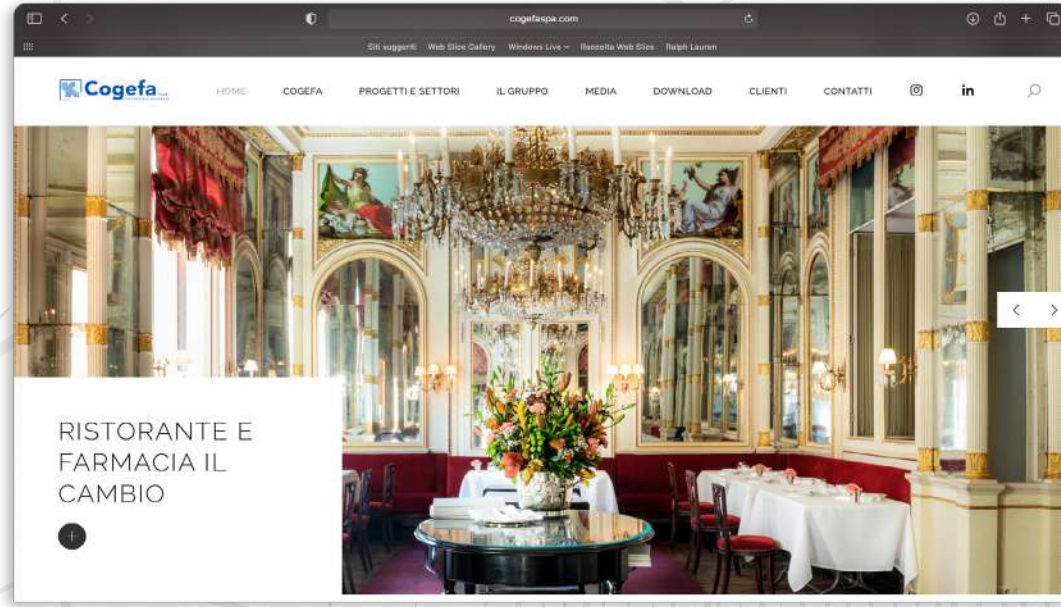 cogefaspa.com
Siti suggeriti Web Slice Gallery Windows Live Raccolta Web Slice Ralph Lauren
Cogefa
HOME COGEFA PROGETTI E SETTORI IL GRUPPO MEDIA DOWNLOAD CLIENTI CONTATTI in
RISTORANTE E
FARMACIA IL
CAMBIO